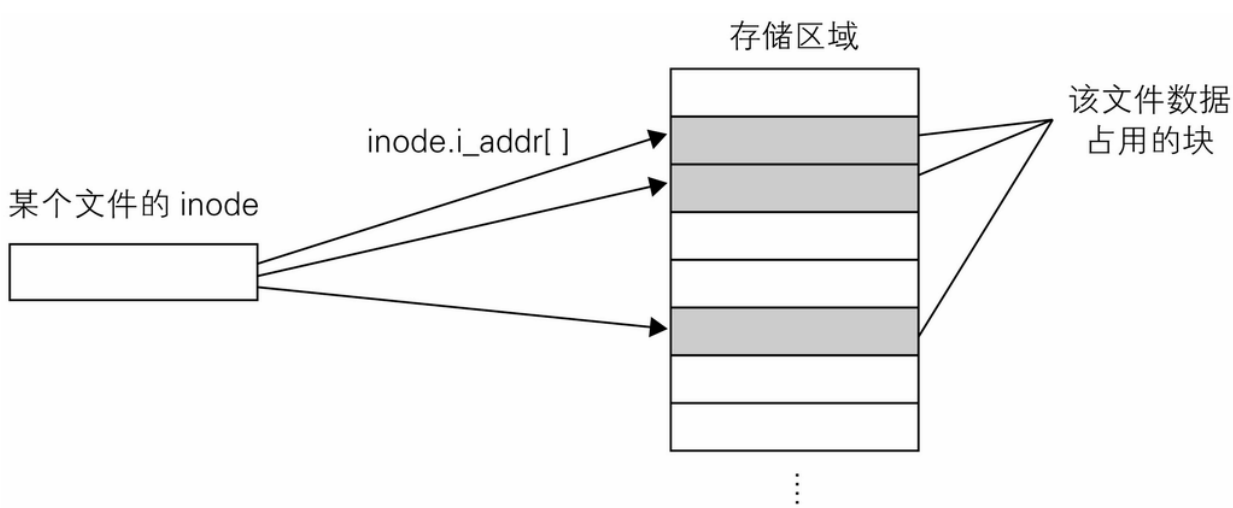 存储区域
该文件数据
占用的块
inode.i_addr[ ]
某个文件的 inode